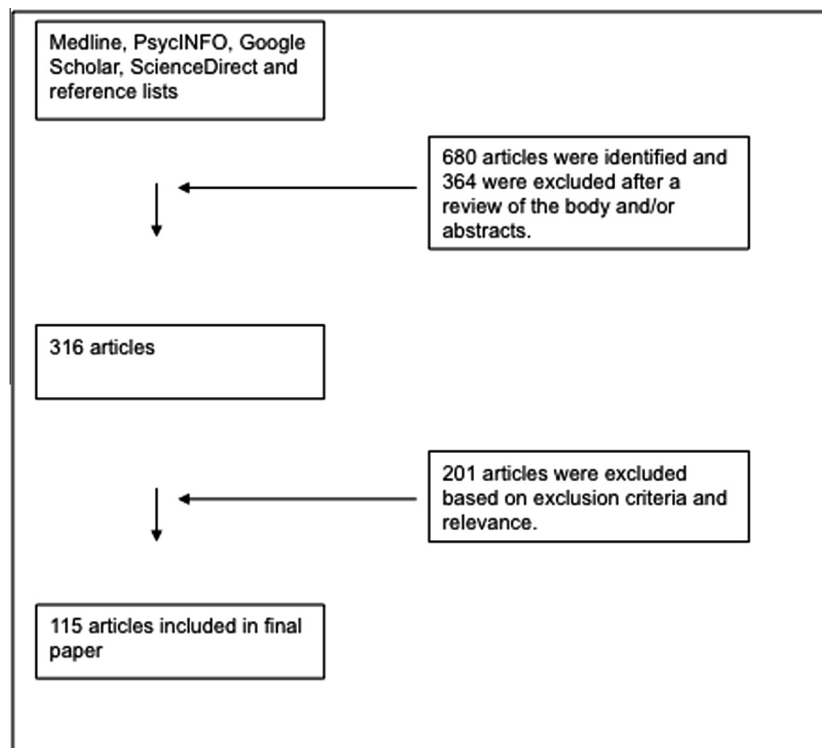 Medline, PsycINFO, Google
Scholar, ScienceDirect and
reference lists
680 articles were identified and
364 were excluded after a
review of the body and/or
abstracts.
316 articles
201 articles were excluded
based on exclusion criteria and
relevance.
115 articles included in final
paper